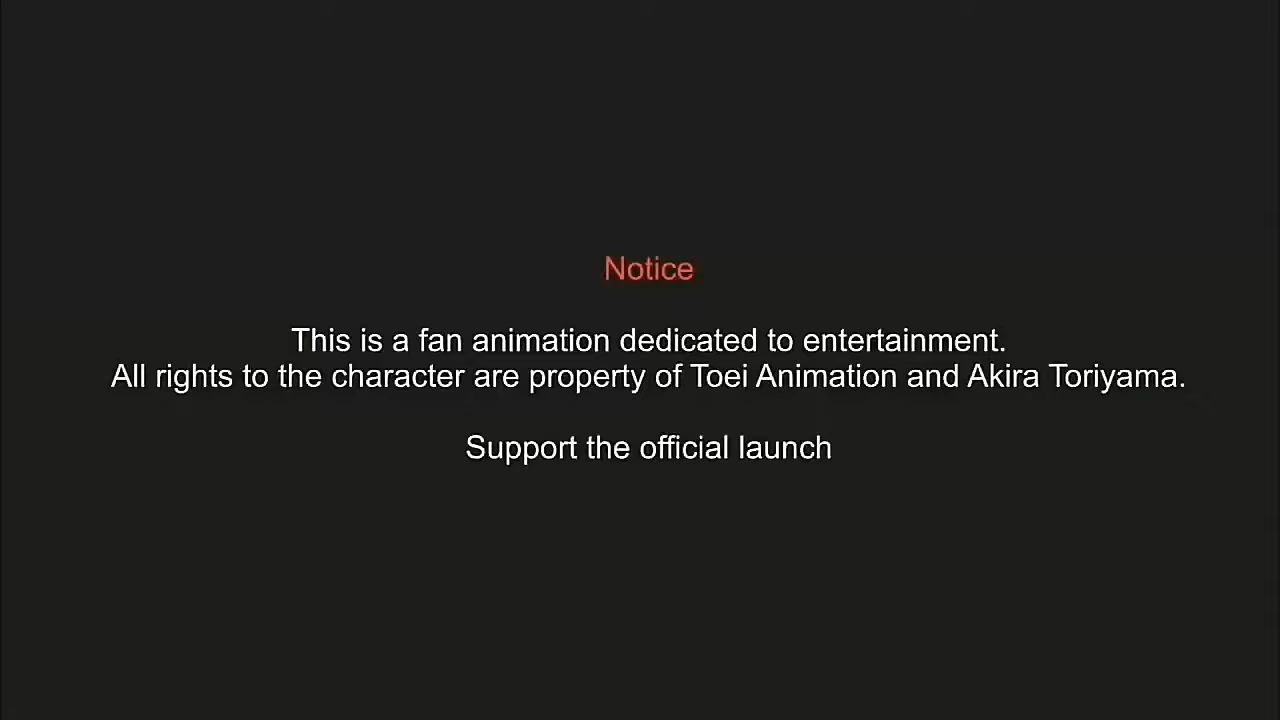 Notice
This is a fan animation dedicated to entertainment.
All rights to the character are property of Toei Animation and Akira Toriyama.
Support the official launch